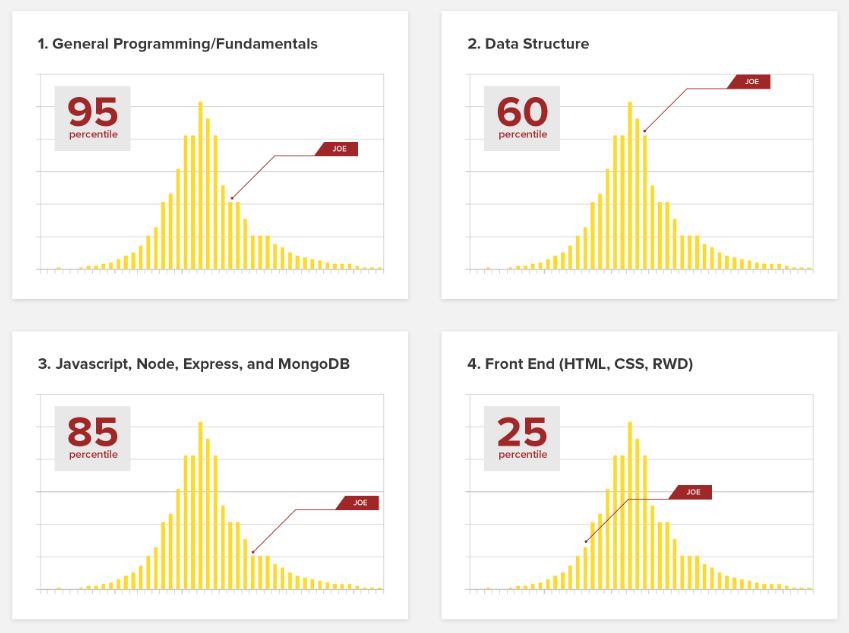 1. General Programming/Fundamentals
95
percentile
JOE
2. Data Structure
60
percentile
JOE
3. Javascript, Node, Express, and MongoDB
85
percentile
JOE
4. Front End (HTML, CSS, RWD)
25
percentile
JOE